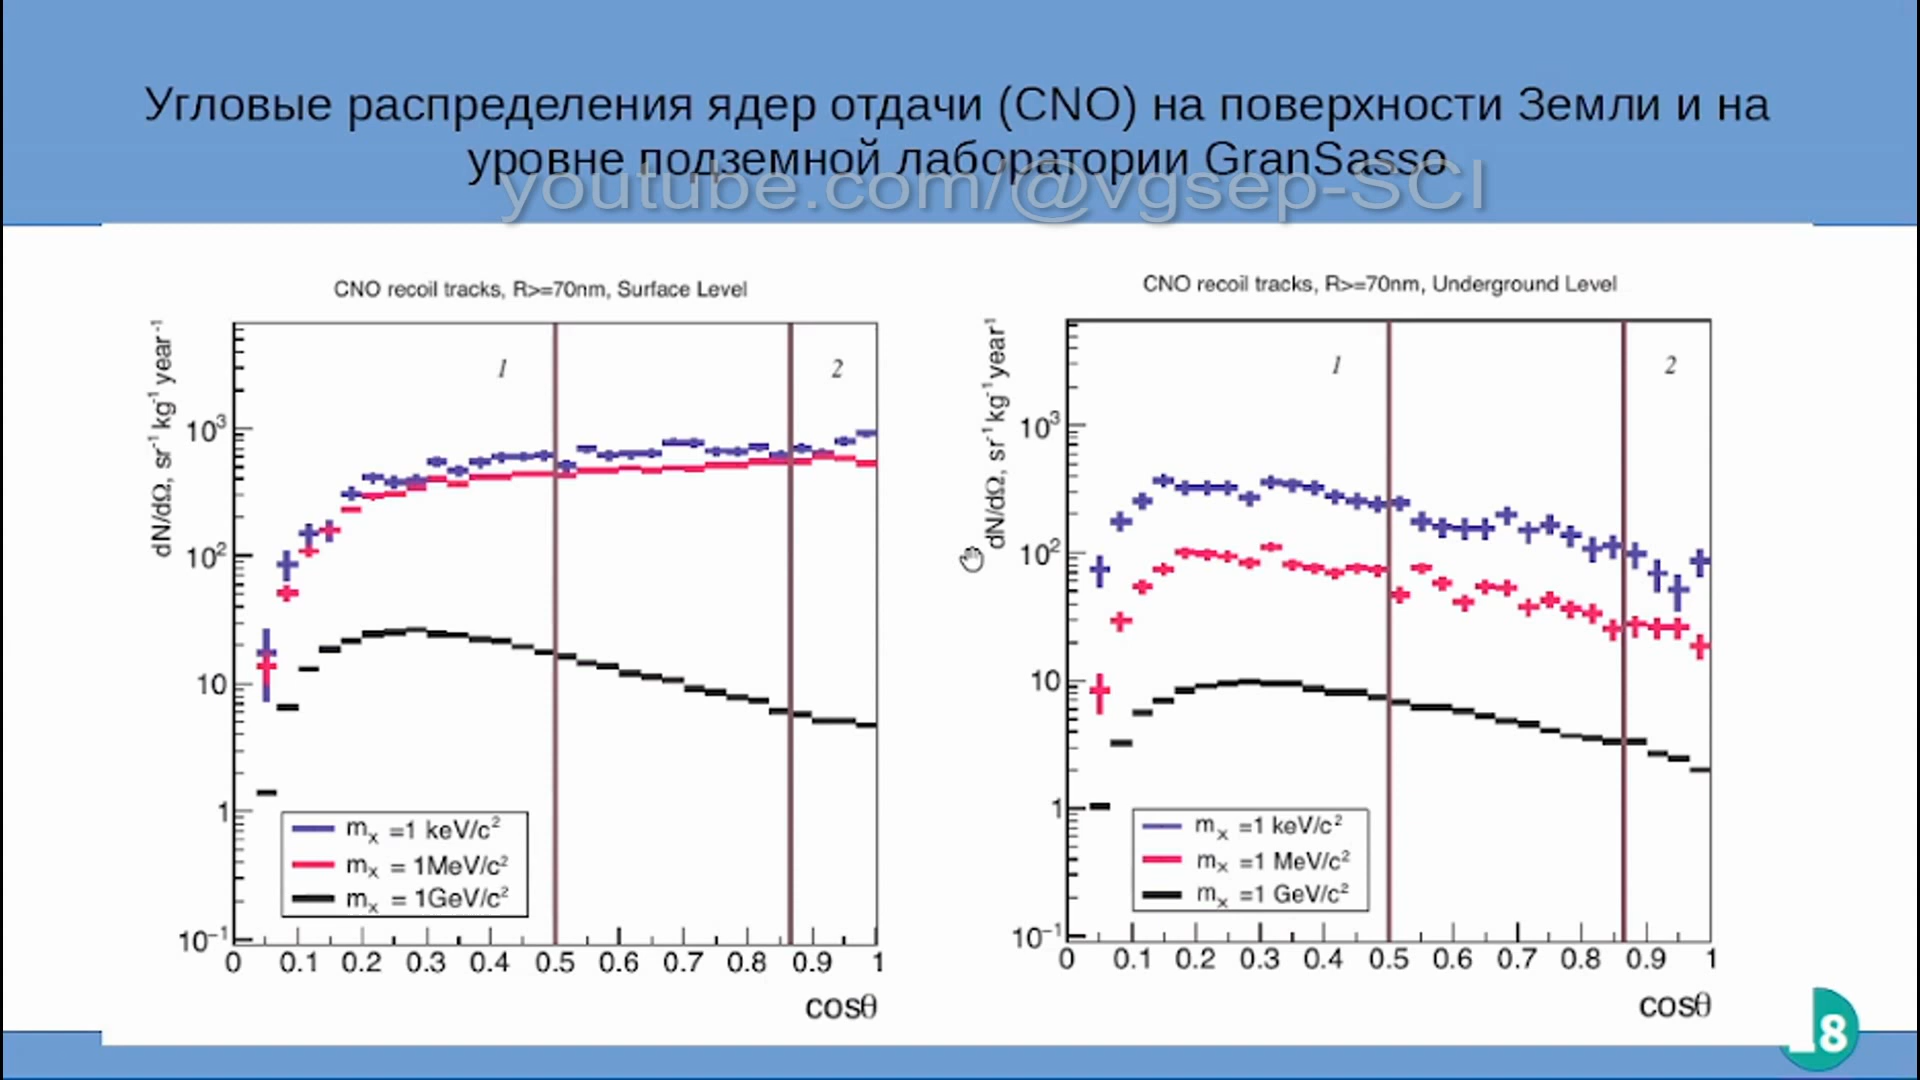 Угловые распределения ядер отдачи (CNO) на поверхности Земли и на
уровне подземной лаборатории GranSasso
youtube.com/@vgsep-SCI
CNO recoil tracks, R>=70nm, Surface Level
dN/dΩ, sr⁻¹ kg⁻¹ year⁻¹
1
2
10³
10²
10
1
10⁻¹
mₓ =1 keV/c²
mₓ = 1MeV/c²
mₓ = 1GeV/c²
0 0.1 0.2 0.3 0.4 0.5 0.6 0.7 0.8 0.9 1
cosθ
CNO recoil tracks, R>=70nm, Underground Level
dN/dΩ, sr⁻¹ kg⁻¹ year¹
1
2
10³
10²
10
1
10⁻¹
mₓ =1 keV/c²
mₓ =1 MeV/c²
mₓ =1 GeV/c²
0 0.1 0.2 0.3 0.4 0.5 0.6 0.7 0.8 0.9 1
cosθ
18